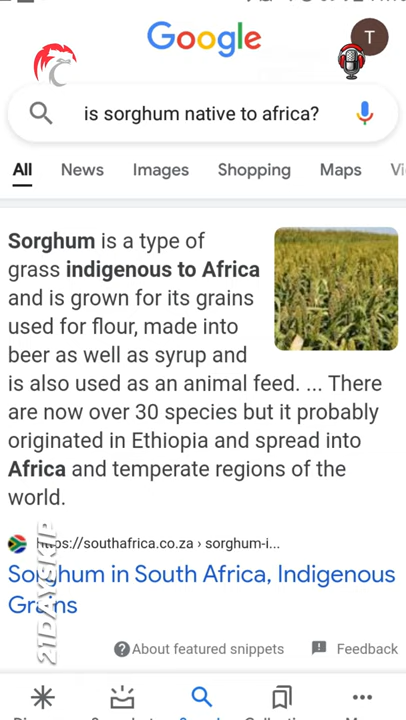 Google
T
is sorghum native to africa?
All News Images Shopping Maps
Sorghum is a type of
grass indigenous to Africa
and is grown for its grains
used for flour, made into
beer as well as syrup and
is also used as an animal feed. ... There
are now over 30 species but it probably
originated in Ethiopia and spread into
Africa and temperate regions of the
world.
https://southafrica.co.za › sorghum-i...
Sorghum in South Africa, Indigenous
Grains
21DAYSKIP
About featured snippets Feedback